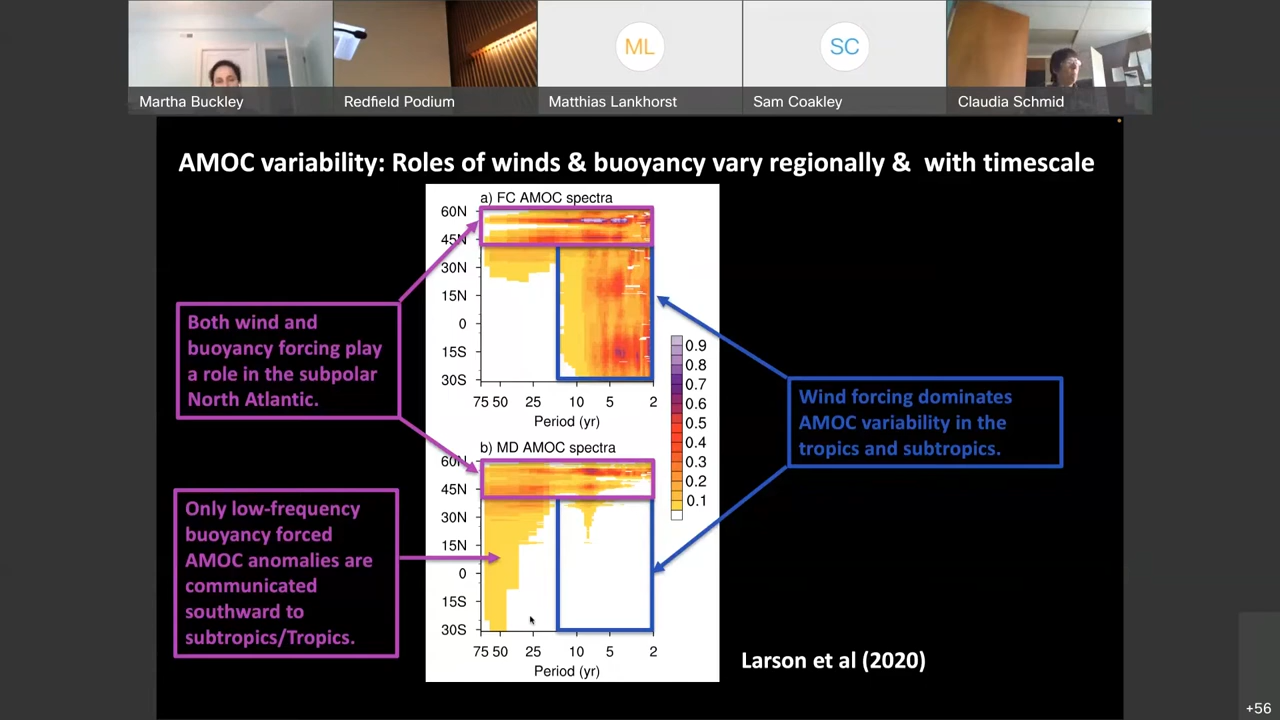 ML
SC
Martha Buckley
Redfield Podium
Matthias Lankhorst
Sam Coakley
Claudia Schmid
AMOC variability: Roles of winds & buoyancy vary regionally & with timescale
a) FC AMOC spectra
60N
45N
30N
15N
0
15S
30S
75 50 25 10 5 2
Period (yr)
Both wind and
buoyancy forcing play
a role in the subpolar
North Atlantic.
0.9
0.8
0.7
0.6
0.5
0.4
0.3
0.2
0.1
Wind forcing dominates
AMOC variability in the
tropics and subtropics.
b) MD AMOC spectra
60N
45N
30N
15N
0
15S
30S
75 50 25 10 5 2
Period (yr)
Only low-frequency
buoyancy forced
AMOC anomalies are
communicated
southward to
subtropics/Tropics.
Larson et al (2020)
+56